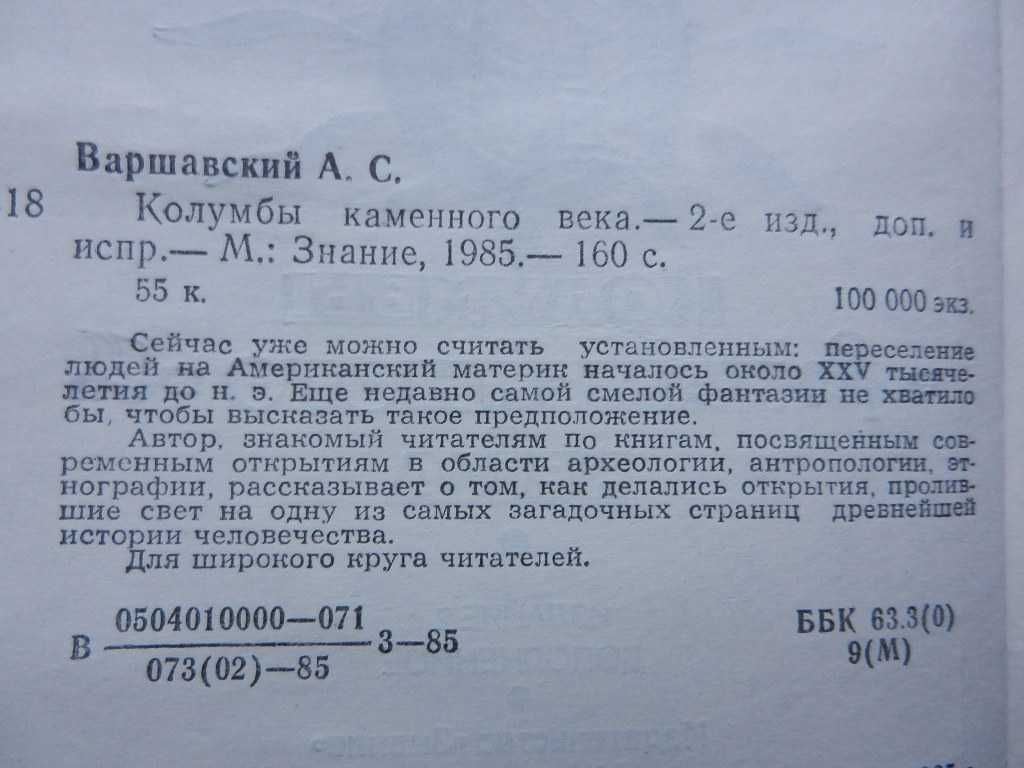 Варшавский А. С.
18 Колумбы каменного века.— 2-е изд., доп. и
испр.— М.: Знание, 1985.— 160 с.
55 к. 100 000 экз.
Сейчас уже можно считать установленным: переселение
людей на Американский материк началось около XXV тысяче-
летия до н. э. Еще недавно самой смелой фантазии не хватило
бы, чтобы высказать такое предположение.
Автор, знакомый читателям по книгам, посвященным сов-
ременным открытиям в области археологии, антропологии, эт-
нографии, рассказывает о том, как делались открытия, пролив-
шие свет на одну из самых загадочных страниц древнейшей
истории человечества.
Для широкого круга читателей.
В 0504010000—071 3—85
073(02)—85
ББК 63.3(0)
9(М)